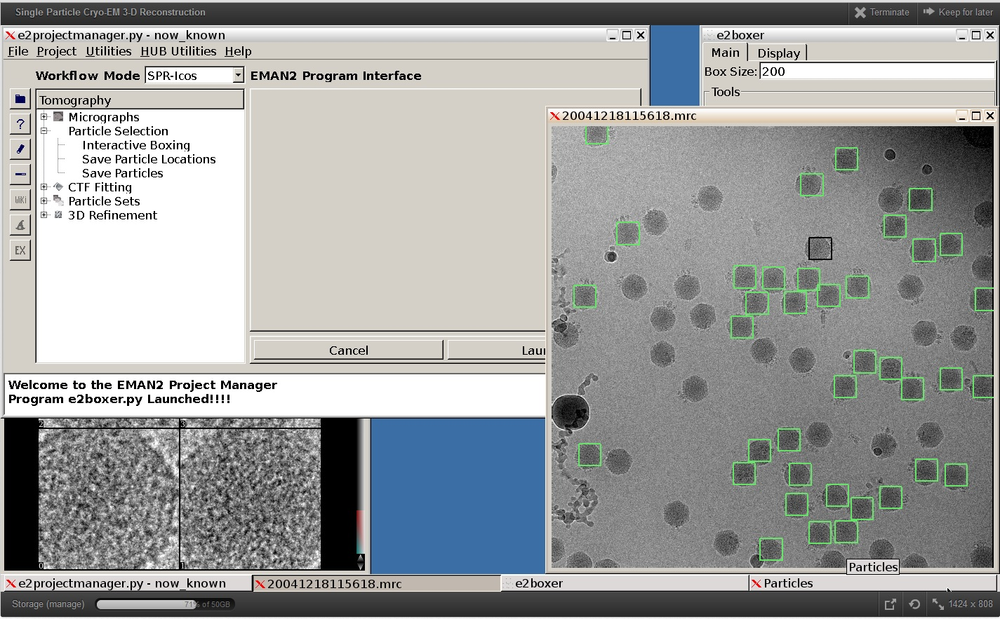 Single Particle Cryo-EM 3-D Reconstruction
Terminate
Keep for later
e2projectmanager.py - now_known
File Project Utilities HUB Utilities Help
Workflow Mode SPR-Icos
EMAN2 Program Interface
Tomography
Micrographs
Particle Selection
Interactive Boxing
Save Particle Locations
Save Particles
CTF Fitting
Particle Sets
3D Refinement
?
WiKi
EX
Cancel
Lau
Welcome to the EMAN2 Project Manager
Program e2boxer.py Launched!!!!
e2boxer
Main Display
Box Size: 200
Tools
20041218115618.mrc
2 3
0 1
Particles
e2projectmanager.py - now_known
20041218115618.mrc
e2boxer
Particles
Storage (manage)
71% of 50GB
1424 x 808